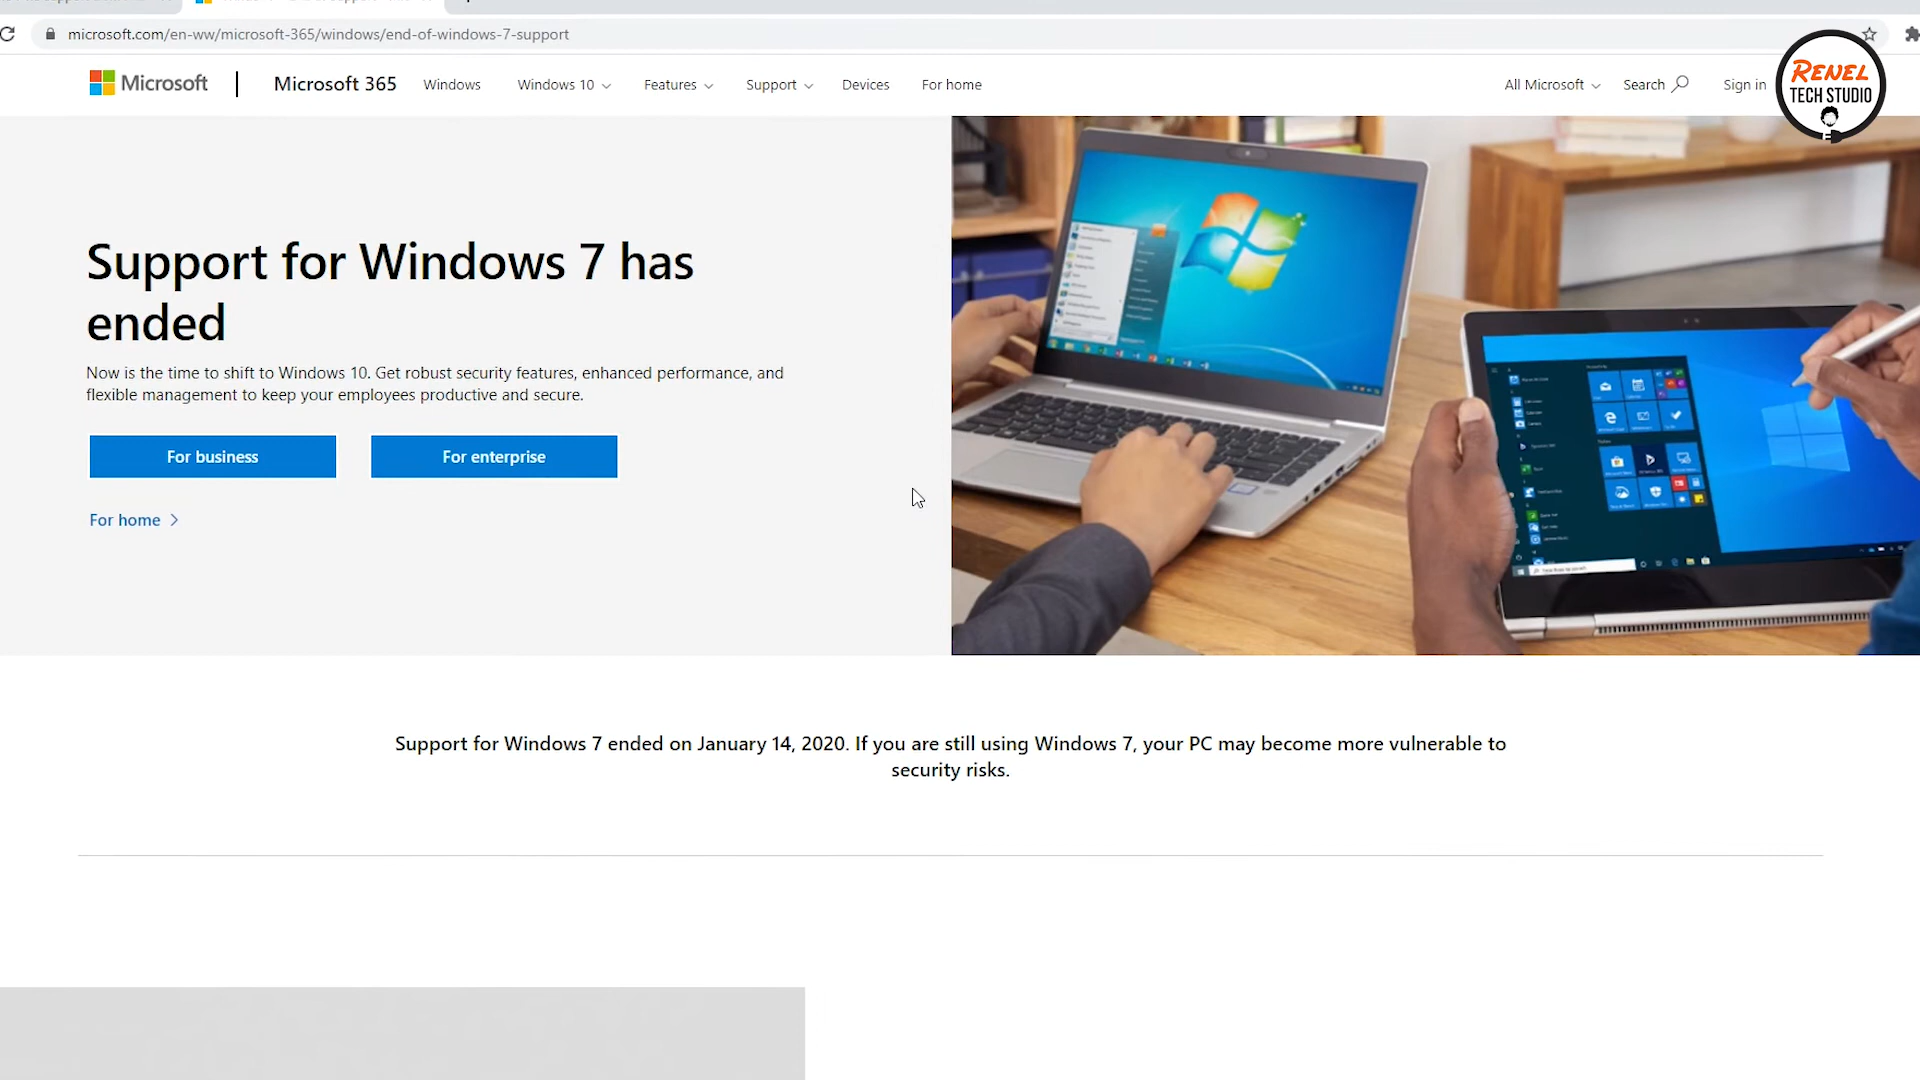 microsoft.com/en-ww/microsoft-365/windows/end-of-windows-7-support
Microsoft
Microsoft 365 Windows Windows 10 Features Support Devices For home
All Microsoft Search Sign in
RENEL
TECH STUDIO
Support for Windows 7 has
ended
Now is the time to shift to Windows 10. Get robust security features, enhanced performance, and
flexible management to keep your employees productive and secure.
For business For enterprise
For home
Support for Windows 7 ended on January 14, 2020. If you are still using Windows 7, your PC may become more vulnerable to
security risks.